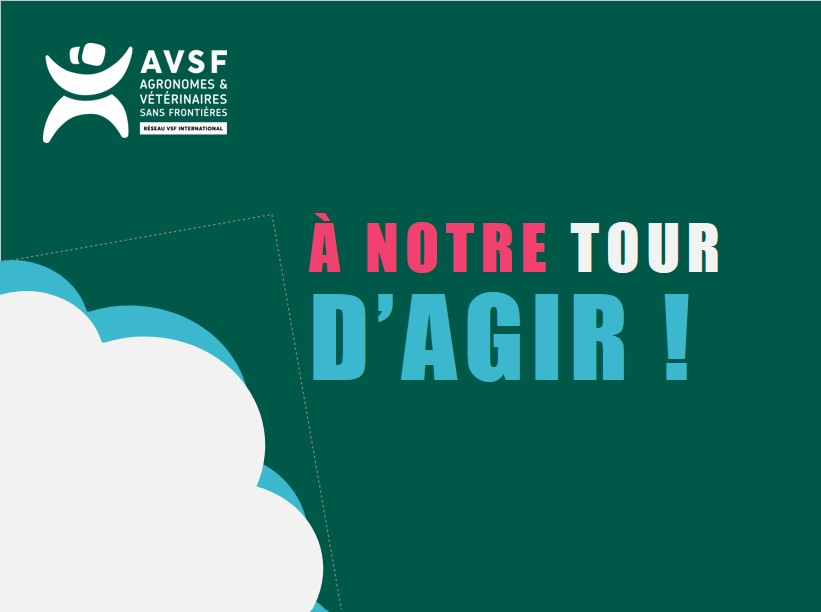 AVSF
AGRONOMES &
VÉTÉRINAIRES
SANS FRONTIÈRES
RÉSEAU VSF INTERNATIONAL
À NOTRE TOUR
D’AGIR !